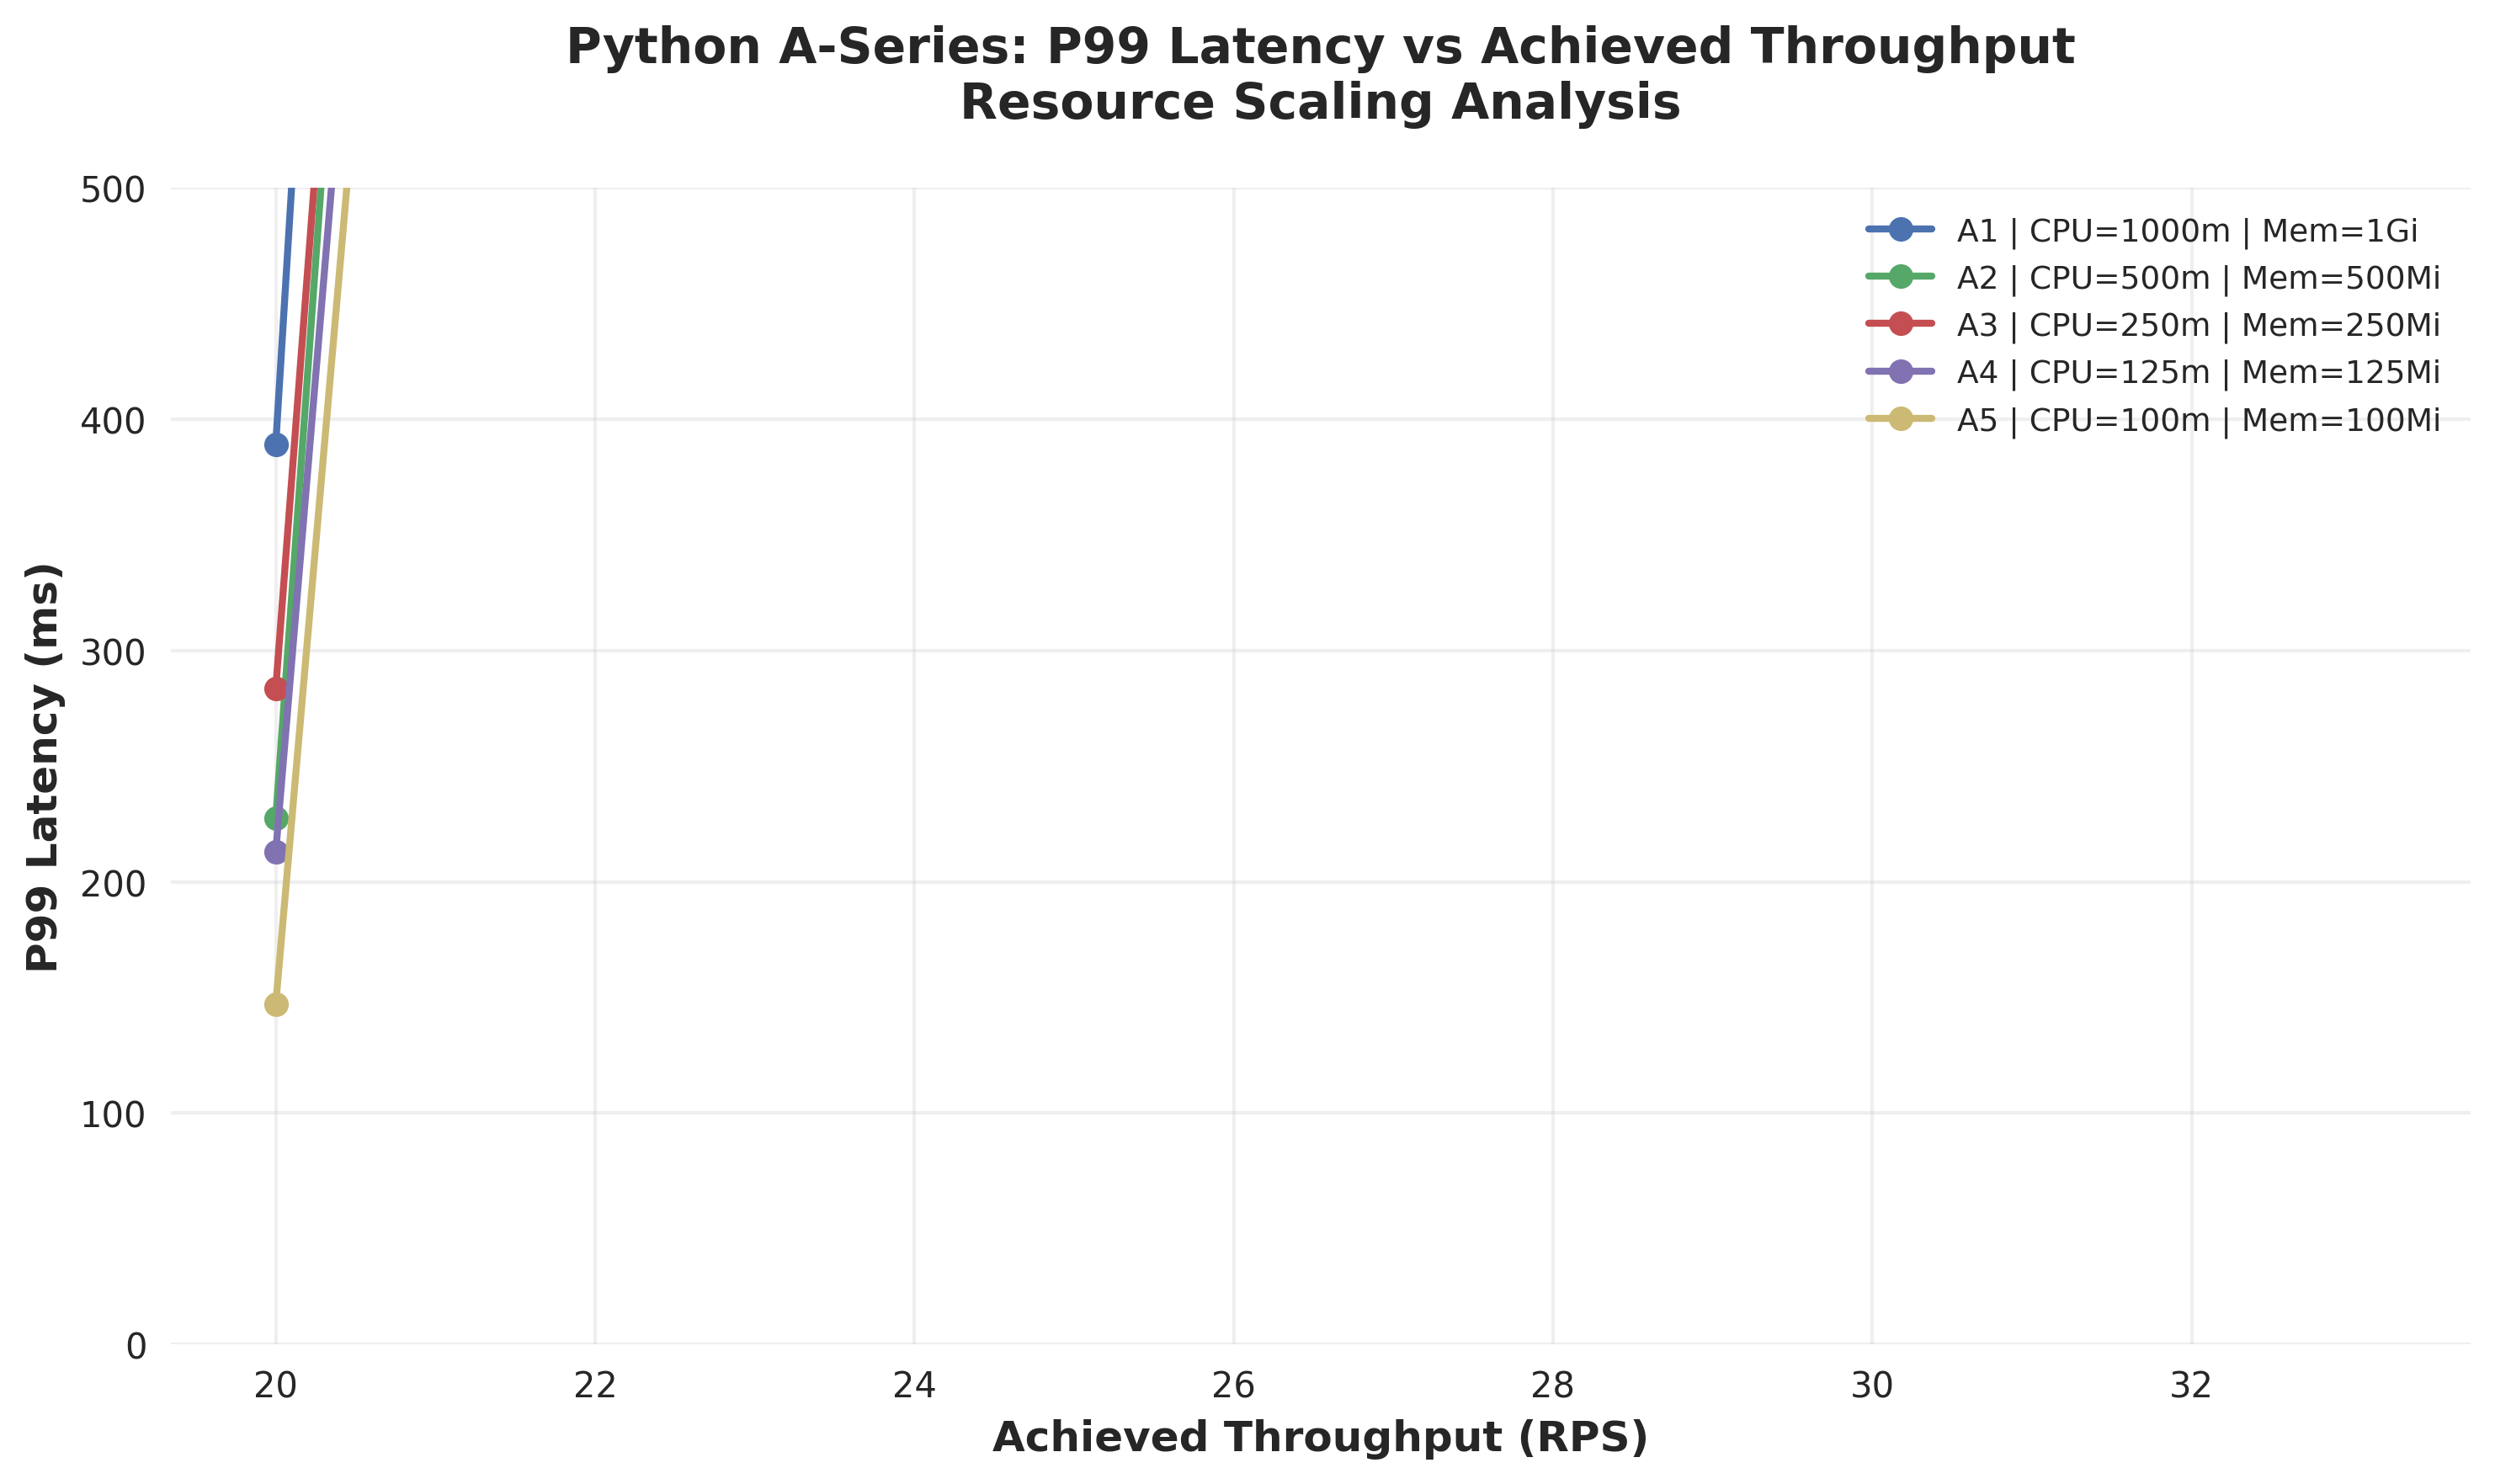 Python A-Series: P99 Latency vs Achieved Throughput
Resource Scaling Analysis
P99 Latency (ms)
500
400
300
200
100
0
A1 | CPU=1000m | Mem=1Gi
A2 | CPU=500m | Mem=500Mi
A3 | CPU=250m | Mem=250Mi
A4 | CPU=125m | Mem=125Mi
A5 | CPU=100m | Mem=100Mi
20 22 24 26 28 30 32
Achieved Throughput (RPS)